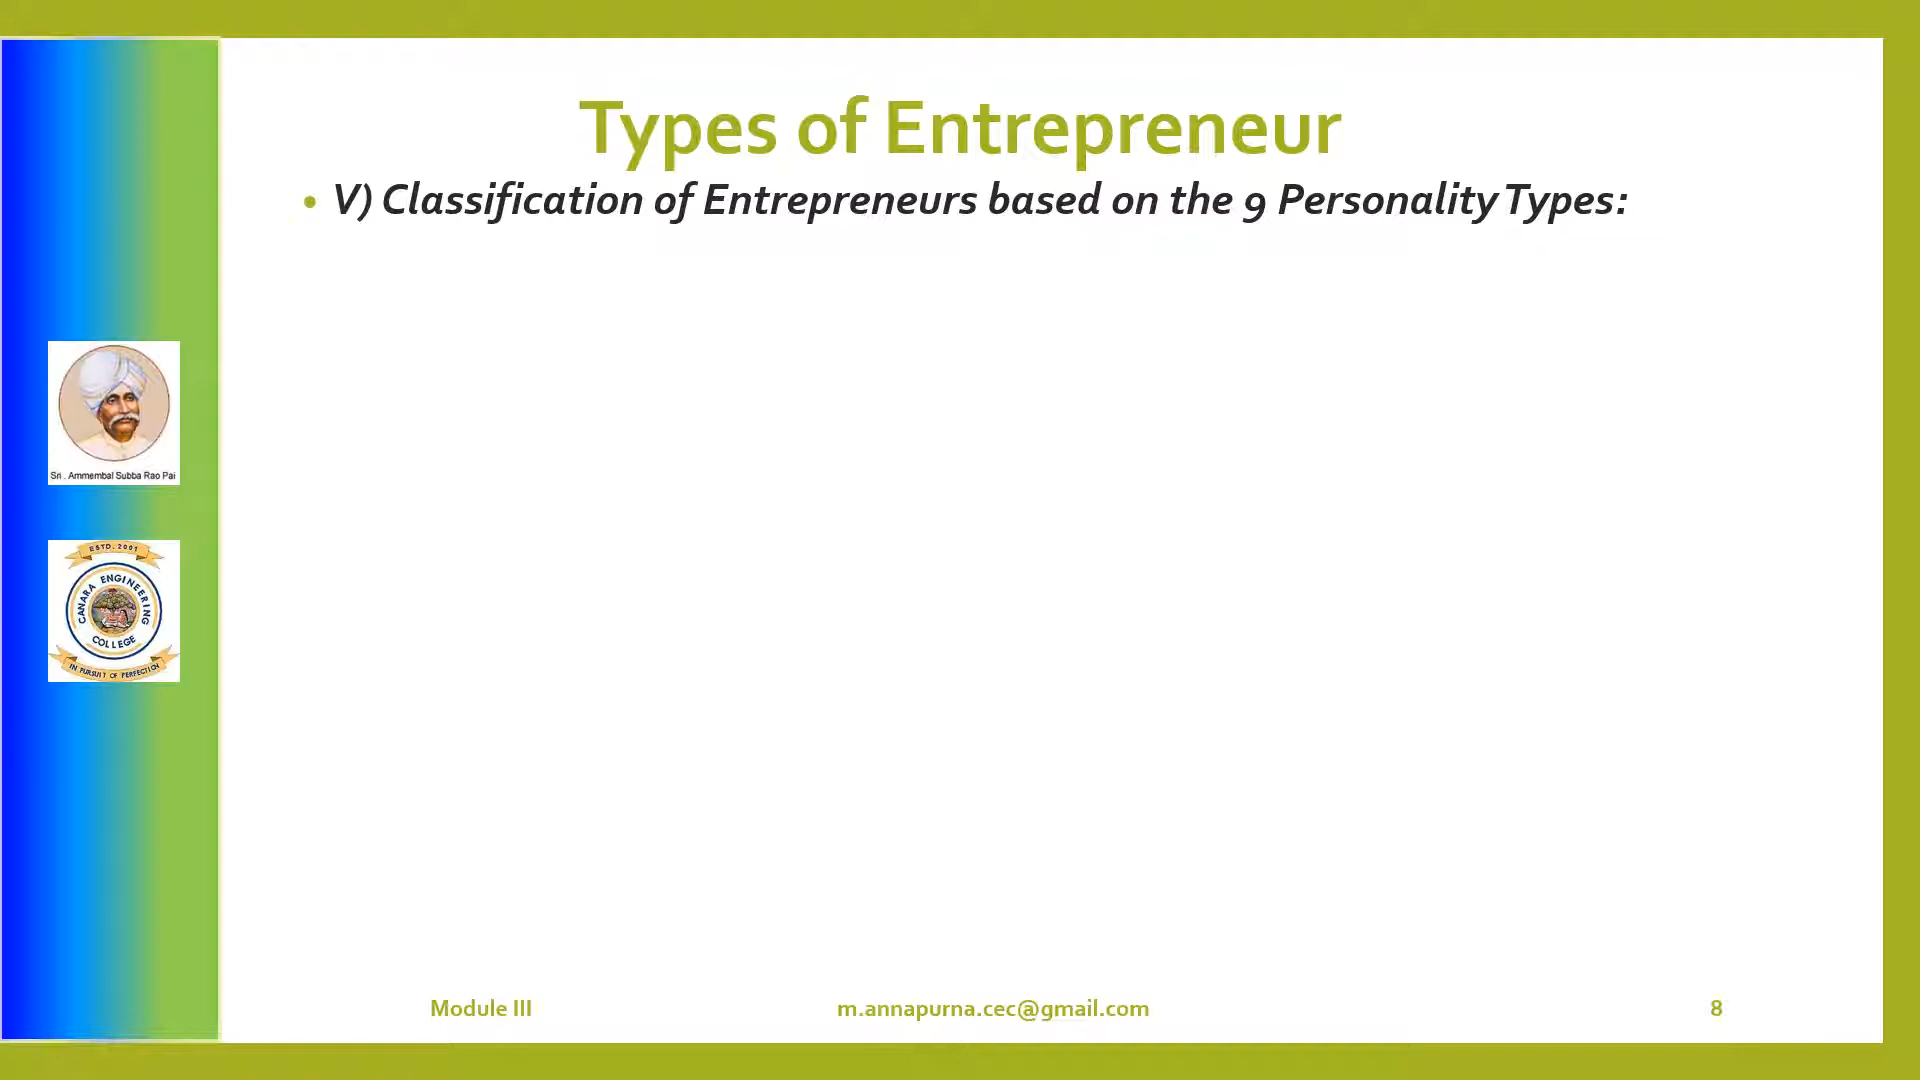 Types of Entrepreneur
• V) Classification of Entrepreneurs based on the 9 Personality Types:
Sri . Ammembal Subba Rao Pai
ESTD. 2001
CANARA ENGINEERING COLLEGE
IN PURSUIT OF PERFECTION
Module III
m.annapurna.cec@gmail.com
8